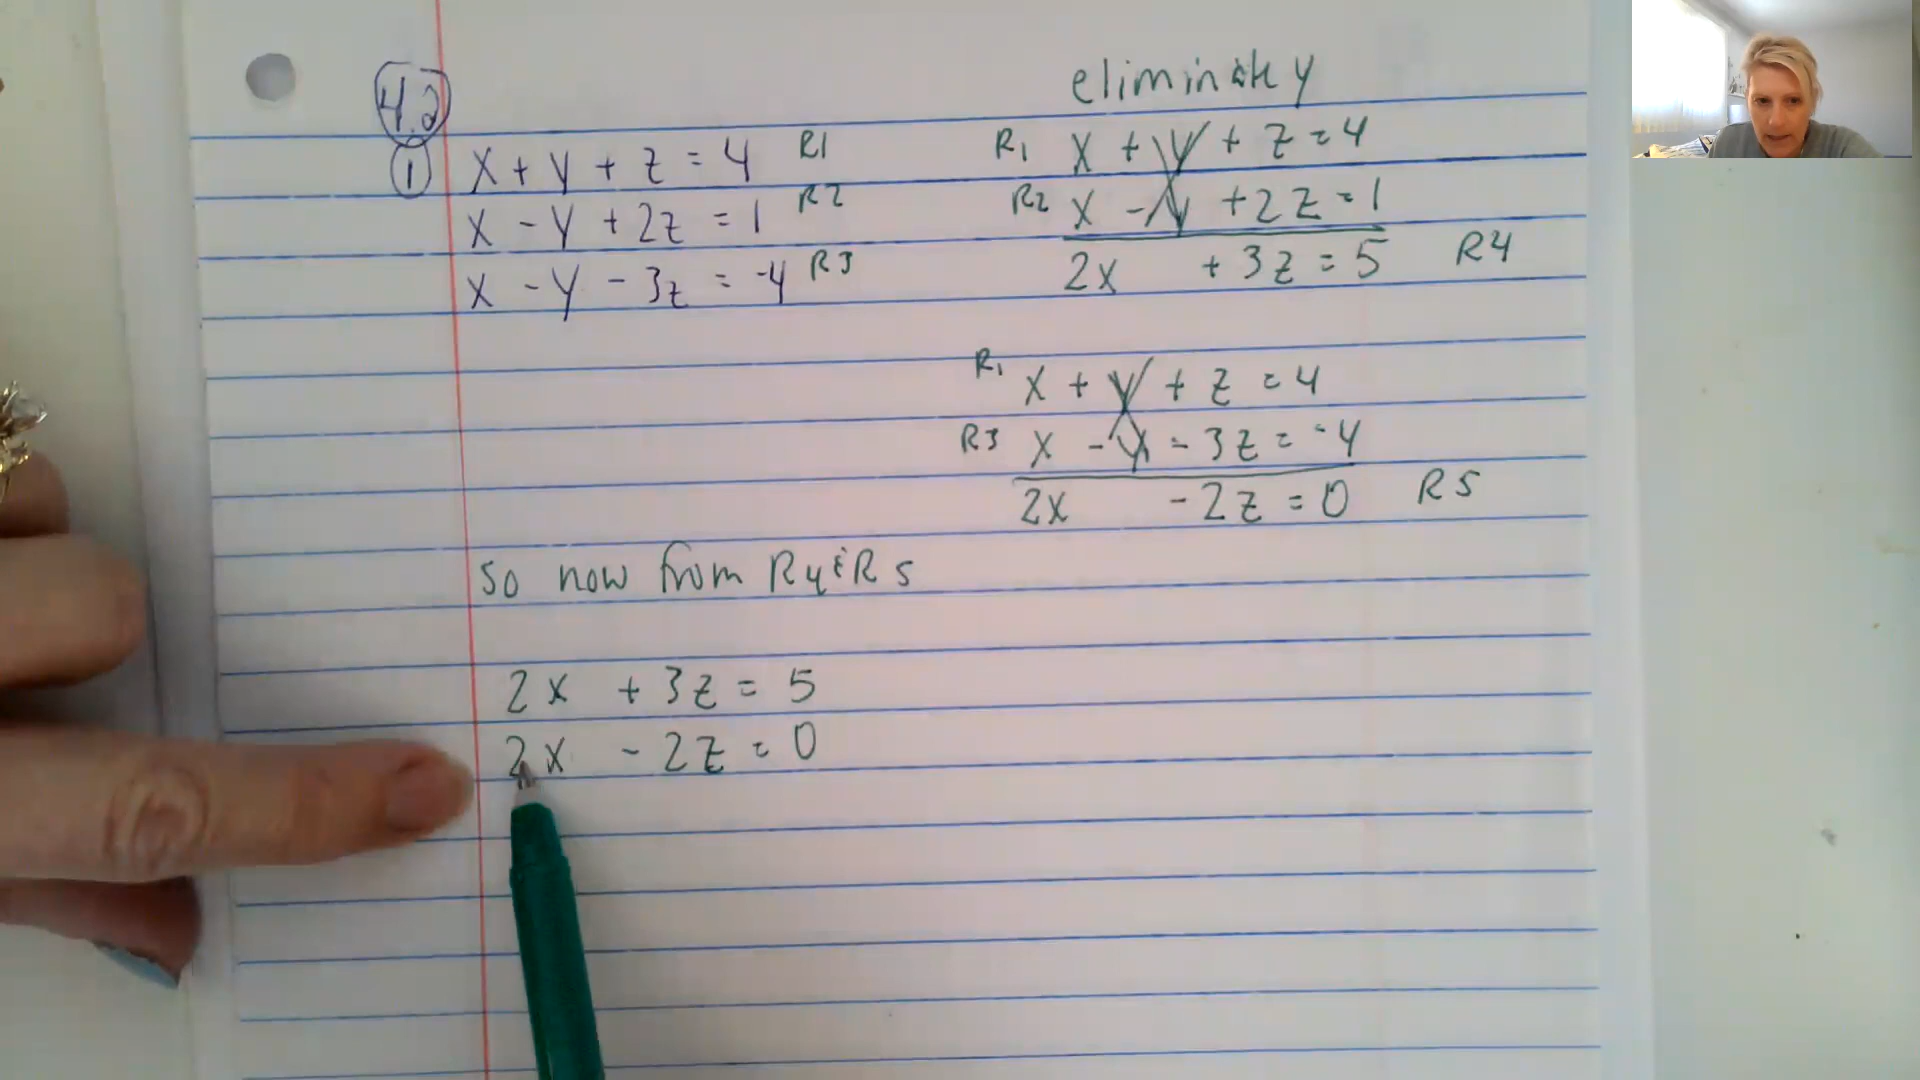 4.2
① x + y + z = 4 R1
x - y + 2z = 1 R2
x - y - 3z = -4 R3
eliminate y
R1 x + y + z = 4
R2 x - y + 2z = 1
2x + 3z = 5 R4
R1 x + y + z = 4
R3 x - y - 3z = -4
2x - 2z = 0 R5
so now from R4 & R5
2x + 3z = 5
2x - 2z = 0